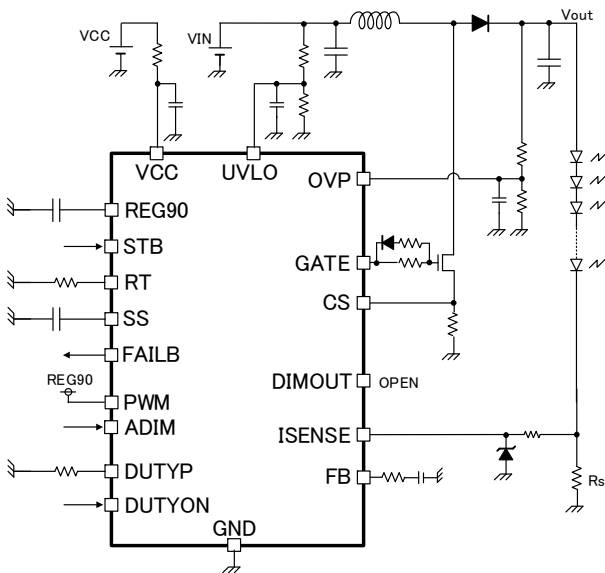 Vout
VCC
VIN
VCC
UVLO
OVP
REG90
STB
GATE
RT
CS
SS
FAILB
REG90
DIMOUT
OPEN
PWM
ADIM
ISENSE
DUTYP
FB
Rs
DUTYON
GND